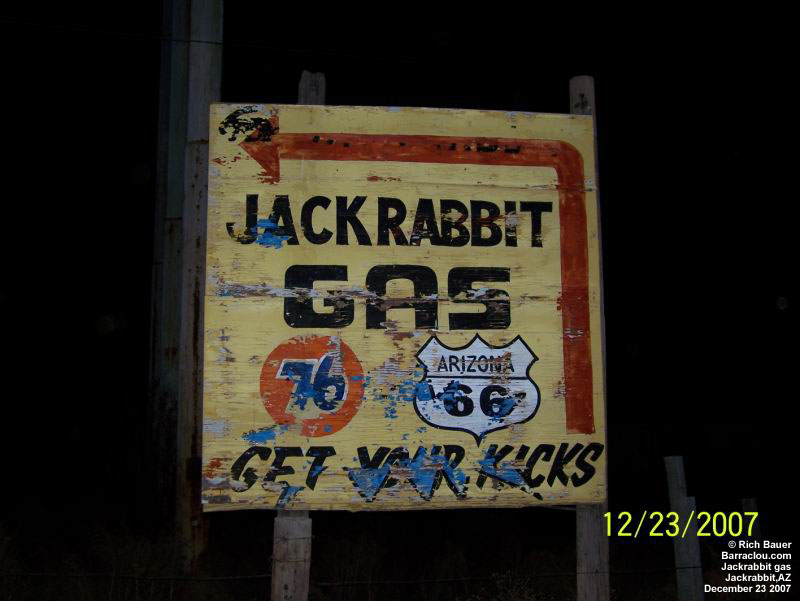 JACKRABBIT
GAS
76
ARIZONA
66
GET YOUR KICKS
12/23/2007
© Rich Bauer
Barraclou.com
Jackrabbit gas
Jackrabbit,AZ
December 23 2007